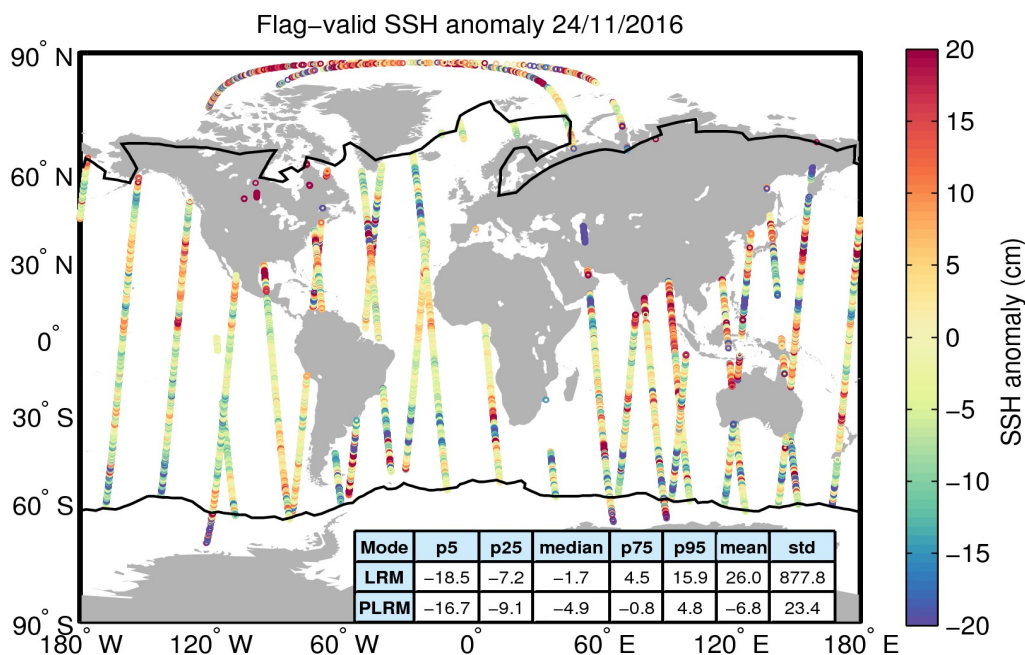 Flag−valid SSH anomaly 24/11/2016
90° N
60° N
30° N
0°
30° S
60° S
90° S
180° W
120° W
60° W
0°
60° E
120° E
180° E
20
15
10
5
0
−5
−10
−15
−20
SSH anomaly (cm)
Mode p5 p25 median p75 p95 mean std
LRM −18.5 −7.2 −1.7 4.5 15.9 26.0 877.8
PLRM −16.7 −9.1 −4.9 −0.8 4.8 −6.8 23.4